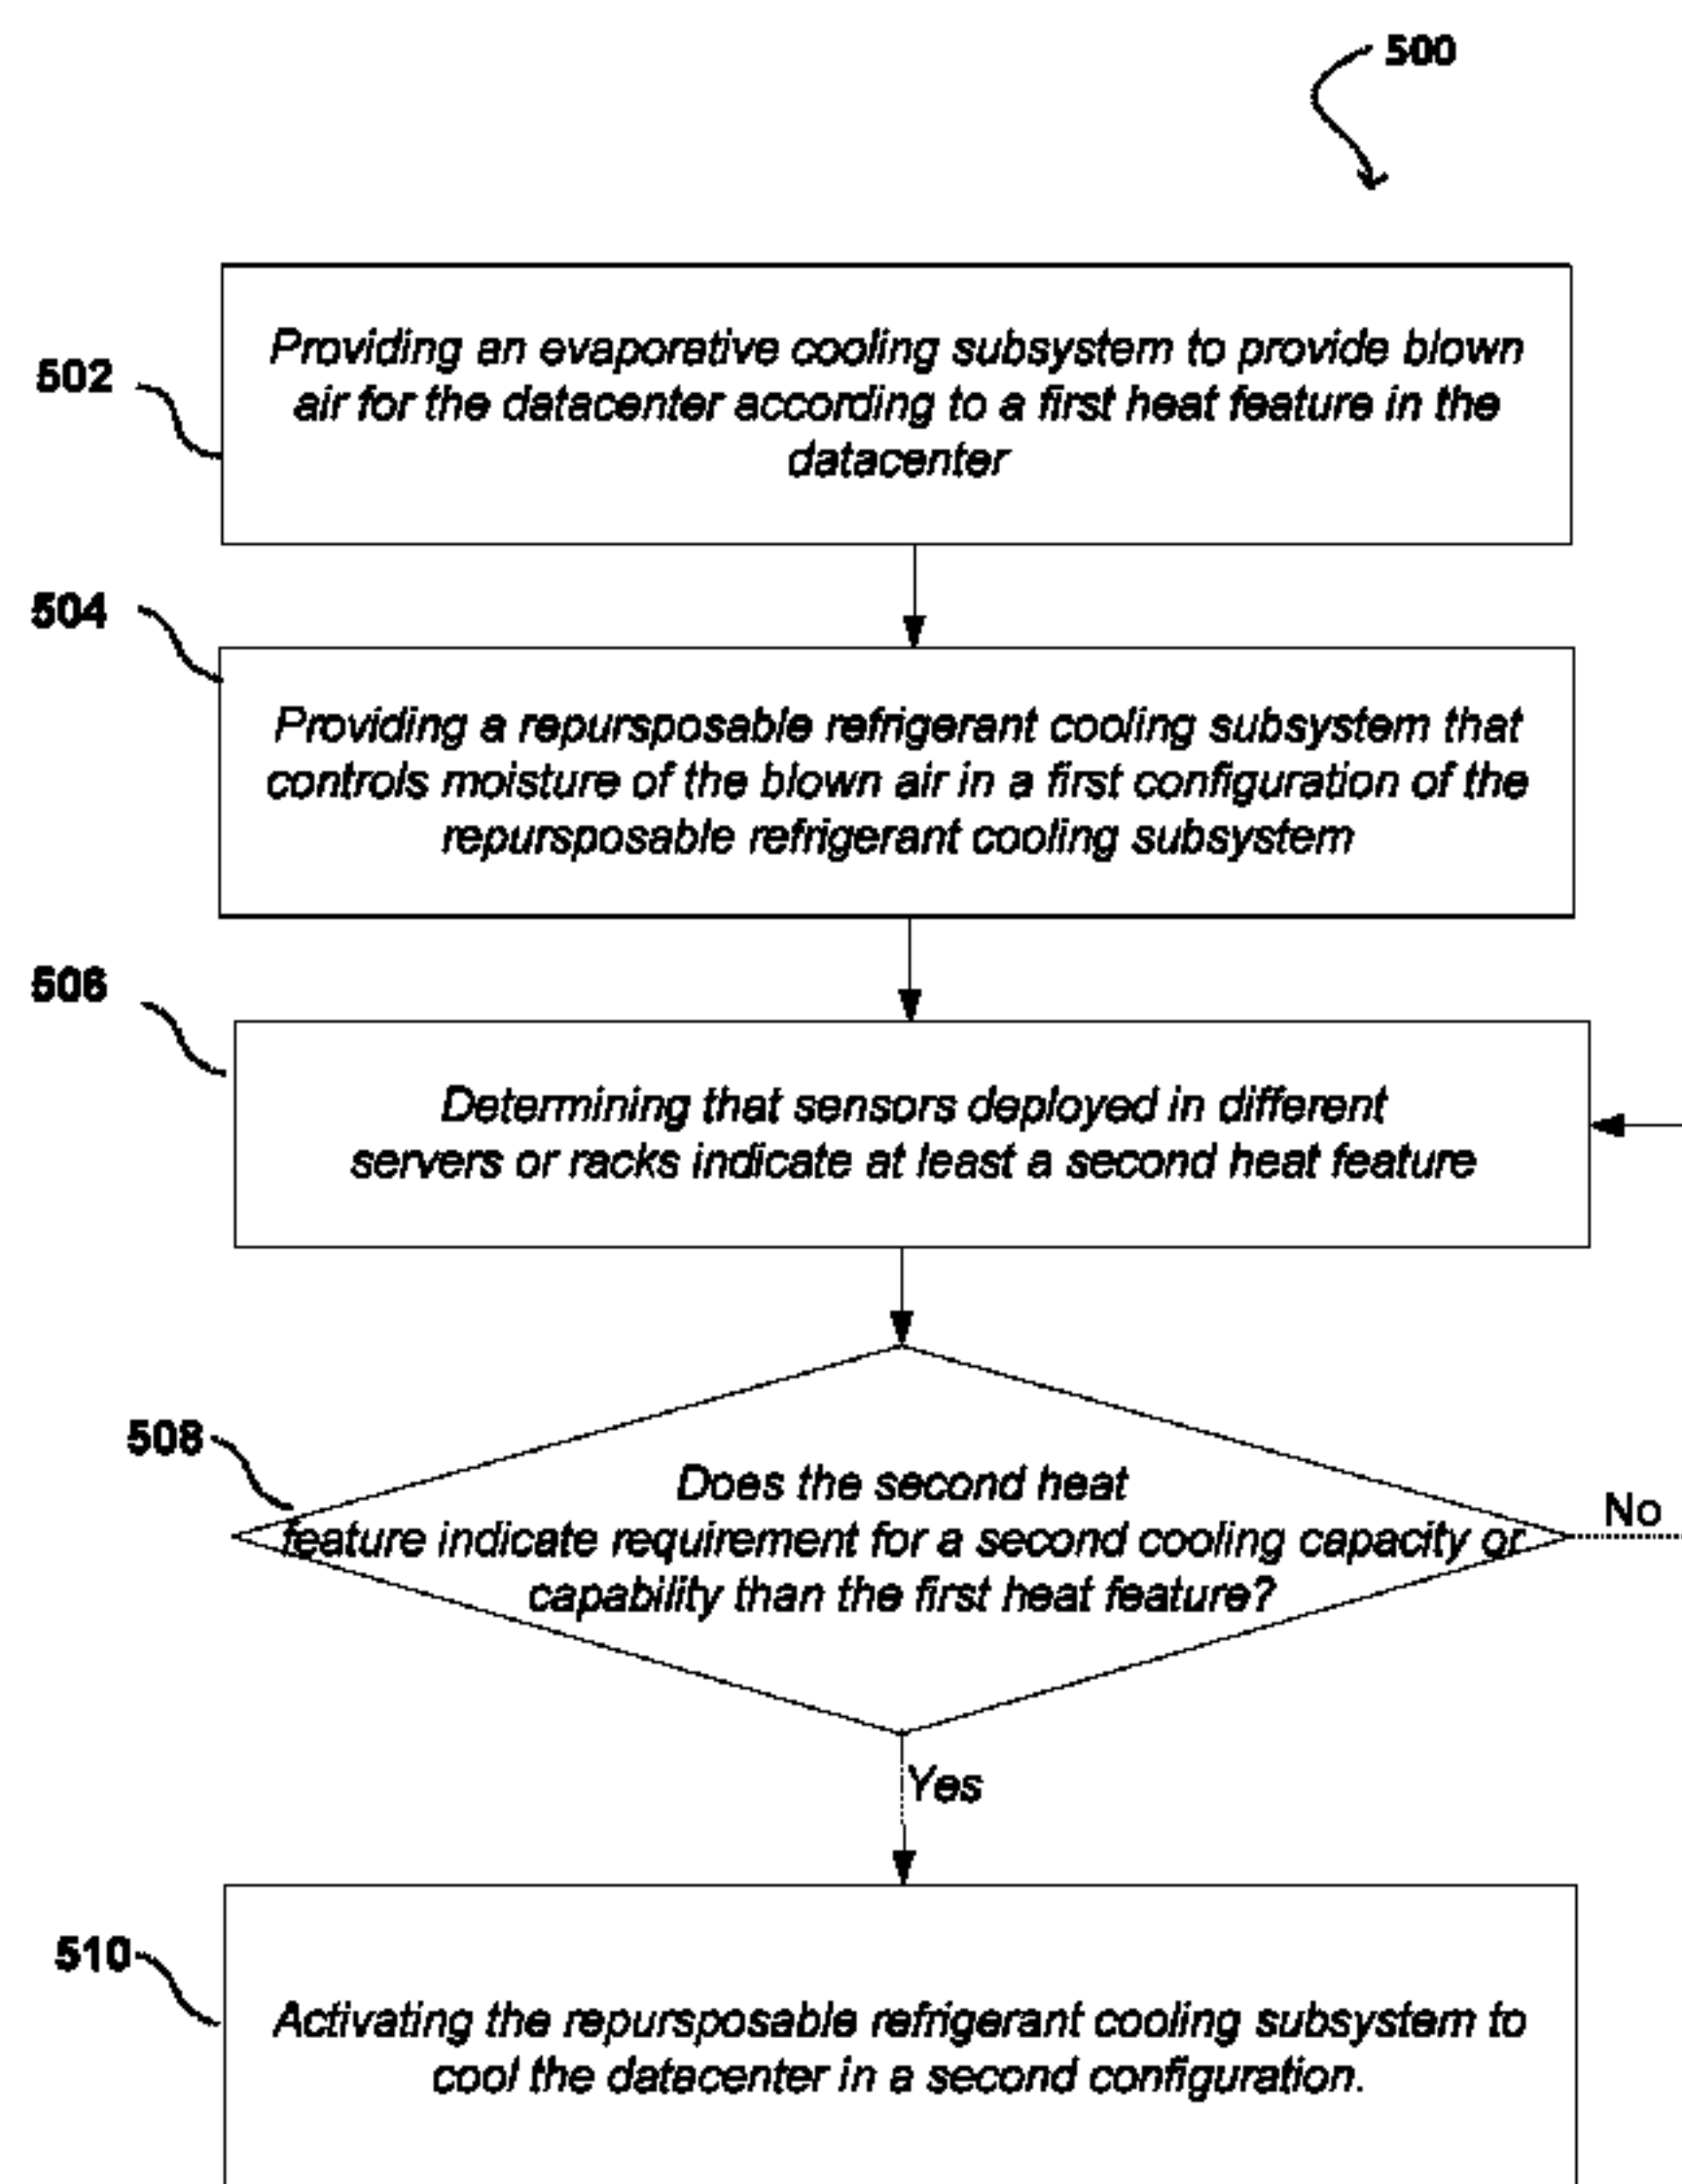 500
502
Providing an evaporative cooling subsystem to provide blown
air for the datacenter according to a first heat feature in the
datacenter
504
Providing a repursposable refrigerant cooling subsystem that
controls moisture of the blown air in a first configuration of the
repursposable refrigerant cooling subsystem
506
Determining that sensors deployed in different
servers or racks indicate at least a second heat feature
508
Does the second heat
feature indicate requirement for a second cooling capacity or
capability than the first heat feature?
No
Yes
510
Activating the repursposable refrigerant cooling subsystem to
cool the datacenter in a second configuration.